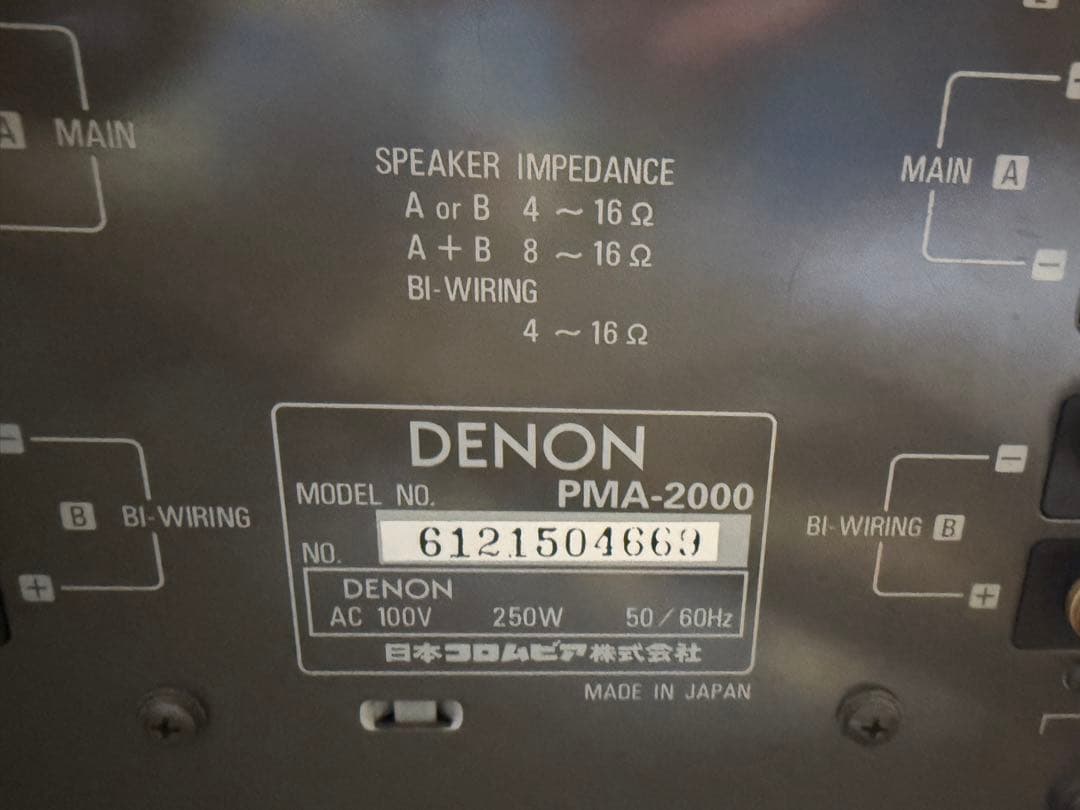 A MAIN
SPEAKER IMPEDANCE
A or B 4 ~ 16 Ω
A + B 8 ~ 16 Ω
BI-WIRING
4 ~ 16 Ω
MAIN A
−
−
B BI-WIRING
+
DENON
MODEL NO. PMA-2000
NO. 6121504669
DENON
AC 100V 250W 50/60Hz
日本コロムビア株式会社
MADE IN JAPAN
−
BI-WIRING B
+